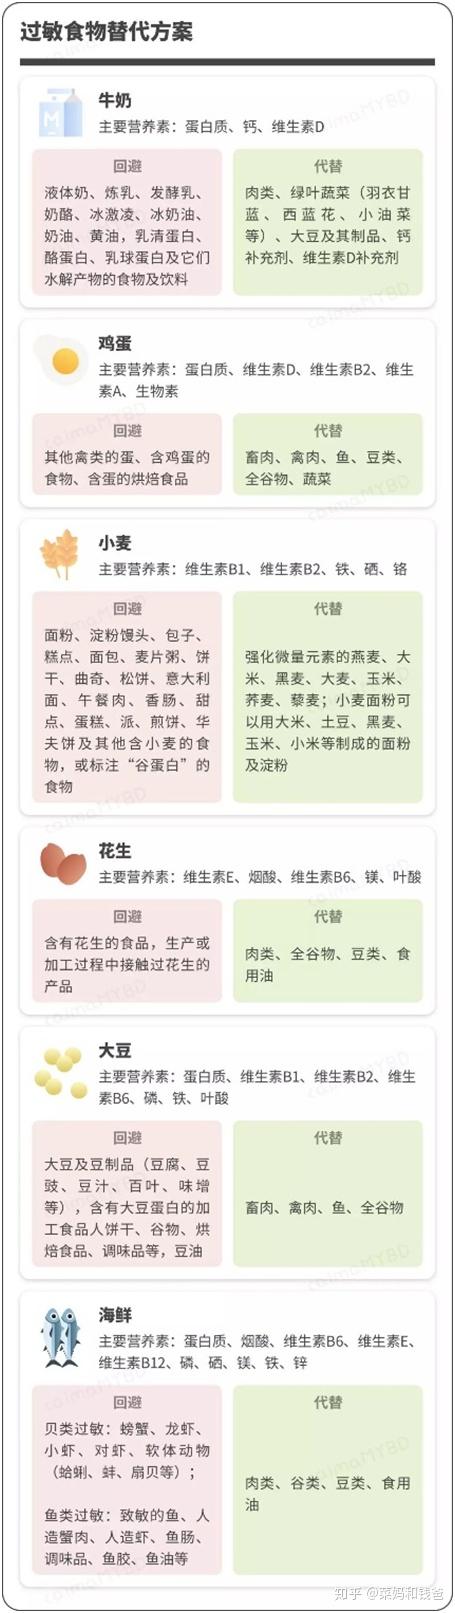 过敏食物替代方案
牛奶
主要营养素：蛋白质、钙、维生素D
回避
液体奶、炼乳、发酵乳、
奶酪、冰激凌、冰奶油、
奶油、黄油，乳清蛋白、
酪蛋白、乳球蛋白及它们
水解产物的食物及饮料
代替
肉类、绿叶蔬菜（羽衣甘
蓝、西蓝花、小油菜
等）、大豆及其制品、钙
补充剂、维生素D补充剂
鸡蛋
主要营养素：蛋白质、维生素D、维生素B2、维生
素A、生物素
回避
其他禽类的蛋、含鸡蛋的
食物、含蛋的烘焙食品
代替
畜肉、禽肉、鱼、豆类、
全谷物、蔬菜
小麦
主要营养素：维生素B1、维生素B2、铁、硒、铬
回避
面粉、淀粉馒头、包子、
糕点、面包、麦片粥、饼
干、曲奇、松饼、意大利
面、午餐肉、香肠、甜
点、蛋糕、派、煎饼、华
夫饼及其他含小麦的食
物，或标注“谷蛋白”的
食物
代替
强化微量元素的燕麦、大
米、黑麦、大麦、玉米、
荞麦、藜麦；小麦面粉可
以用大米、土豆、黑麦、
玉米、小米等制成的面粉
及淀粉
花生
主要营养素：维生素E、烟酸、维生素B6、镁、叶酸
回避
含有花生的食品，生产或
加工过程中接触过花生的
产品
代替
肉类、全谷物、豆类、食
用油
大豆
主要营养素：蛋白质、维生素B1、维生素B2、维生
素B6、磷、铁、叶酸
回避
大豆及豆制品（豆腐、豆
豉、豆汁、百叶、味增
等），含有大豆蛋白的加
工食品人饼干、谷物、烘
焙食品、调味品等，豆油
代替
畜肉、禽肉、鱼、全谷物
海鲜
主要营养素：蛋白质、烟酸、维生素B6、维生素E、
维生素B12、磷、硒、镁、铁、锌
回避
贝类过敏：螃蟹、龙虾、
小虾、对虾、软体动物
（蛤蜊、蚌、扇贝等）；
鱼类过敏：致敏的鱼、人
造蟹肉、人造虾、鱼肠、
调味品、鱼胶、鱼油等
代替
肉类、谷类、豆类、食用
油
知乎 @菜妈和钱爸